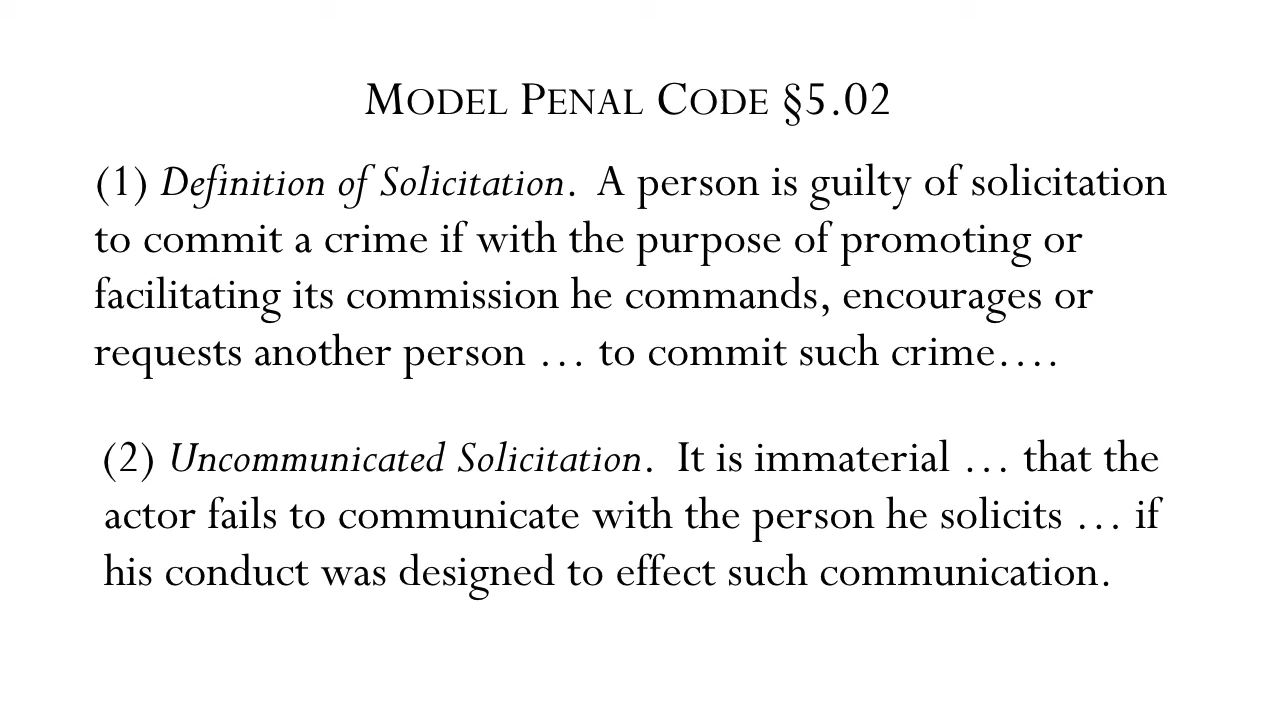 MODEL PENAL CODE §5.02
(1) Definition of Solicitation. A person is guilty of solicitation
to commit a crime if with the purpose of promoting or
facilitating its commission he commands, encourages or
requests another person … to commit such crime….
(2) Uncommunicated Solicitation. It is immaterial … that the
actor fails to communicate with the person he solicits … if
his conduct was designed to effect such communication.